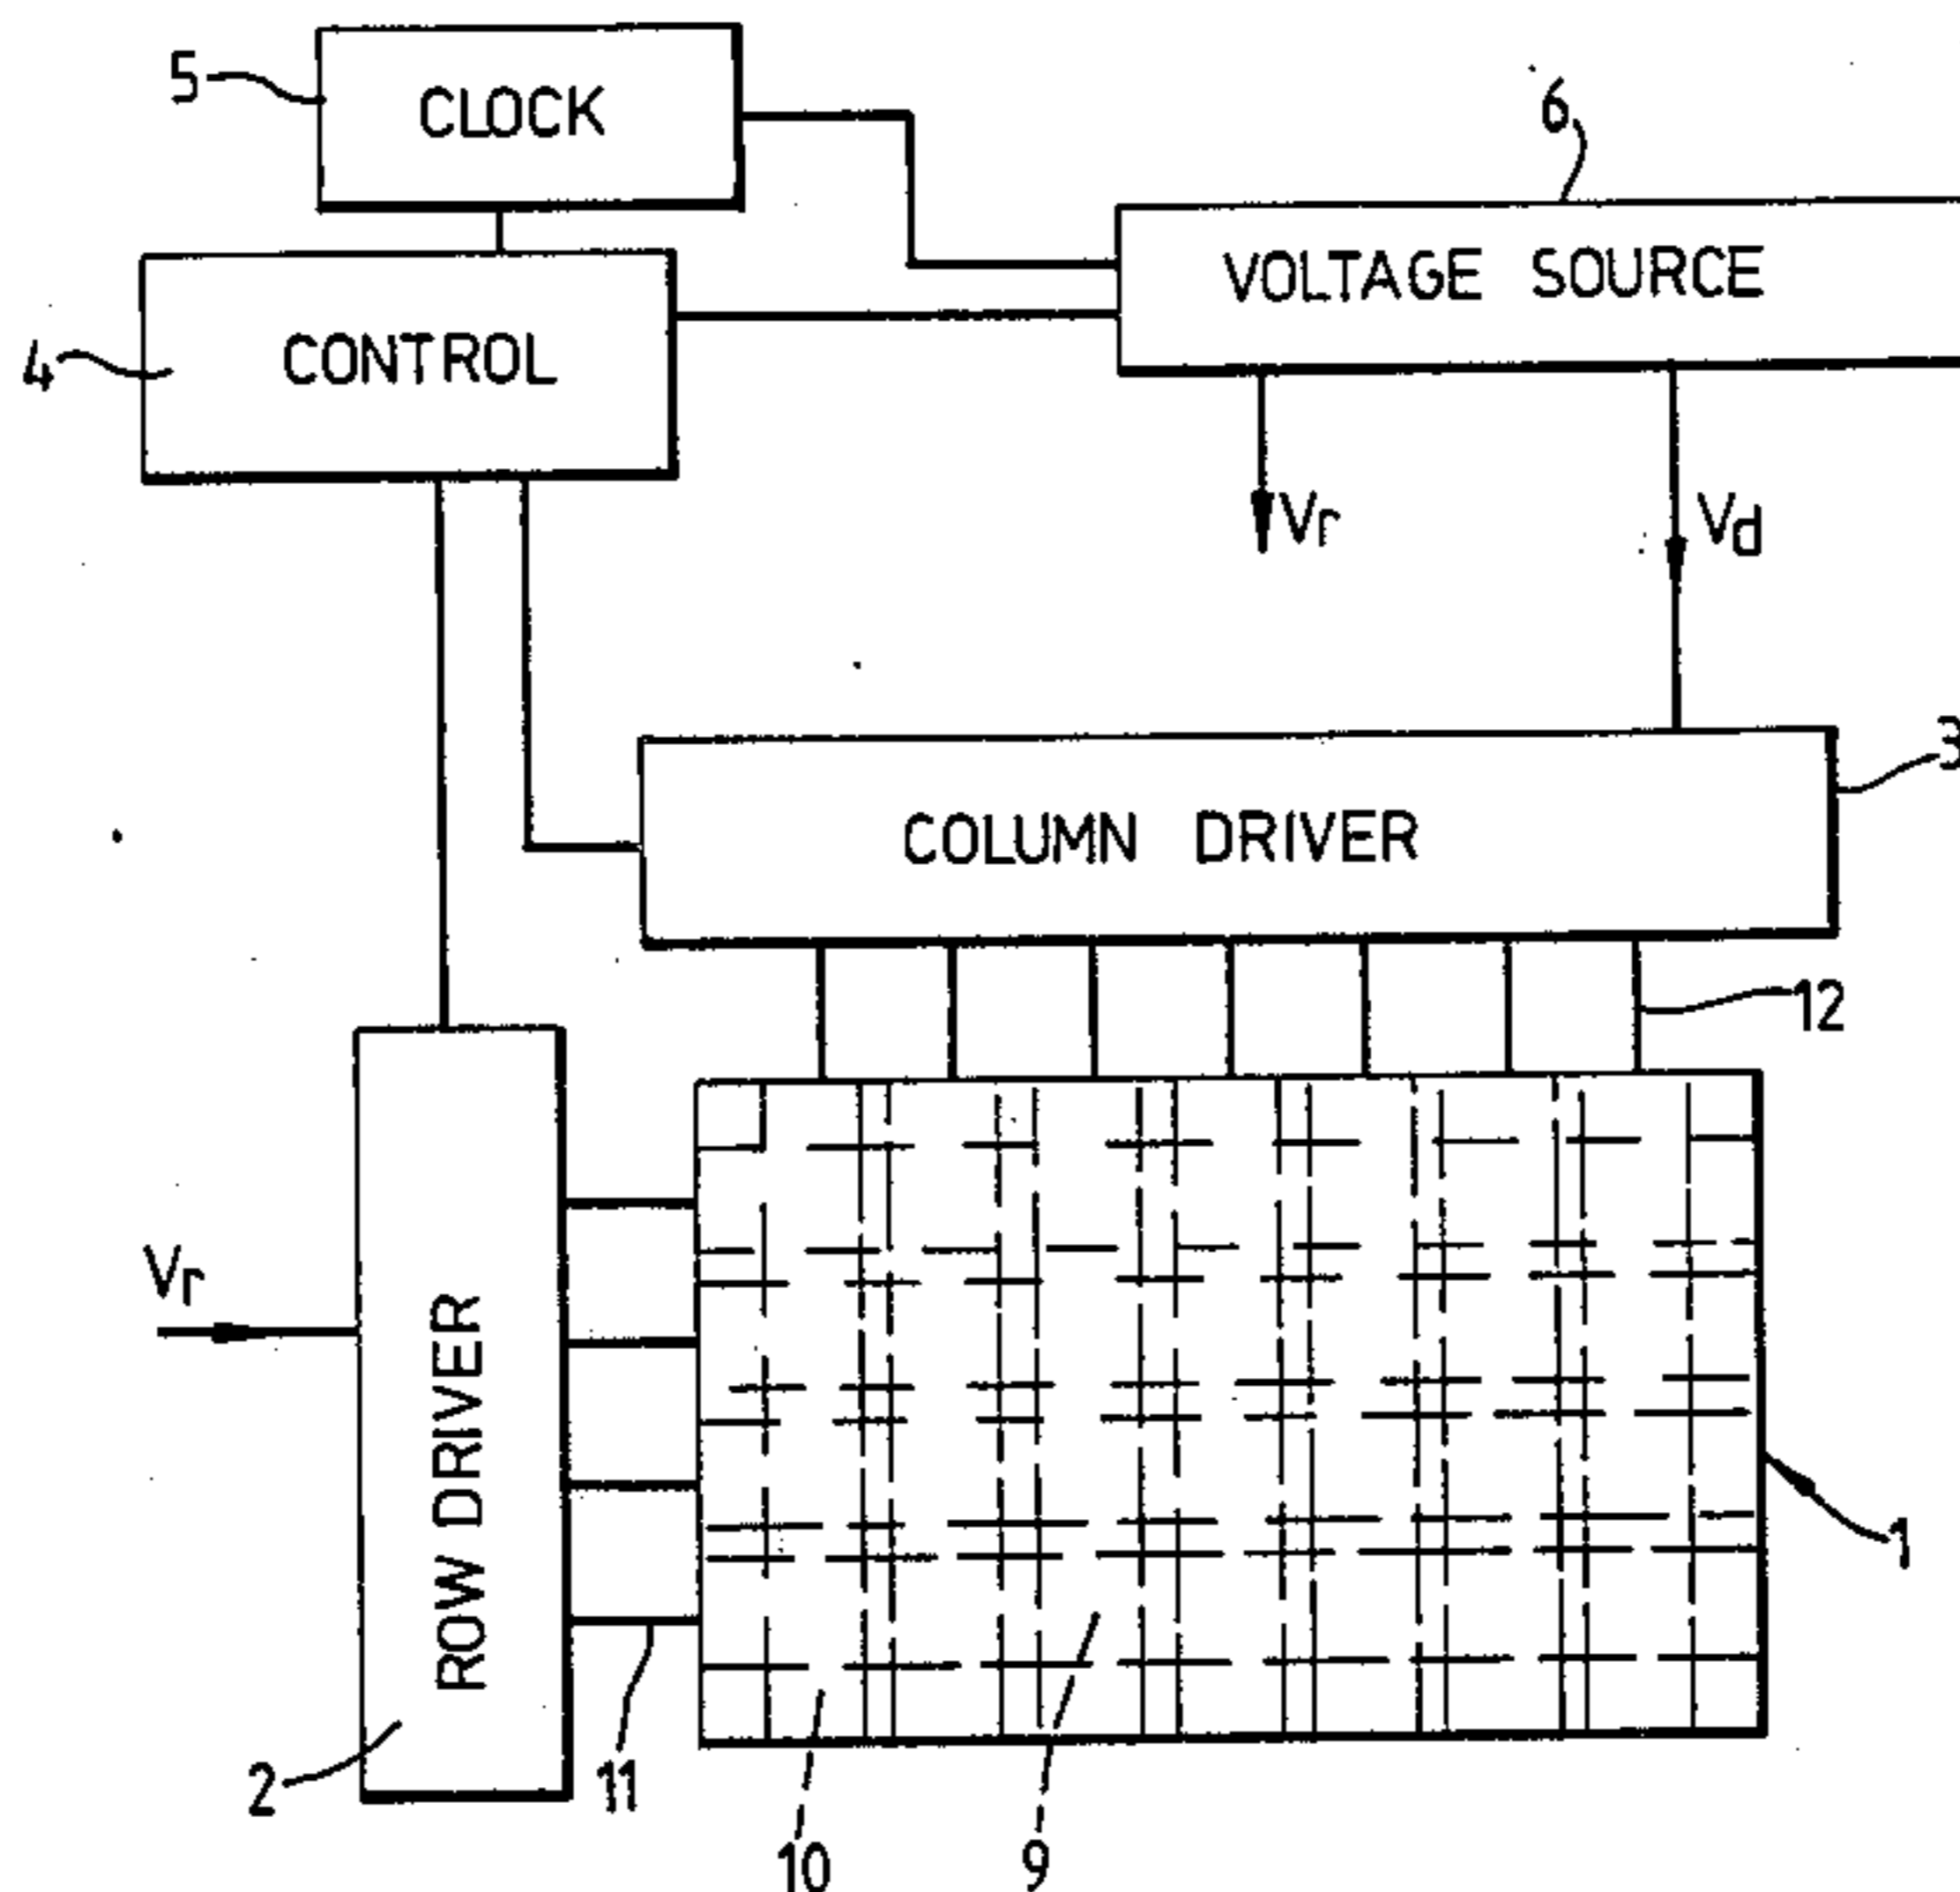 5
CLOCK
6
VOLTAGE SOURCE
4
CONTROL
Vr
Vd
3
COLUMN DRIVER
12
Vr
ROW DRIVER
1
2
11
10
9